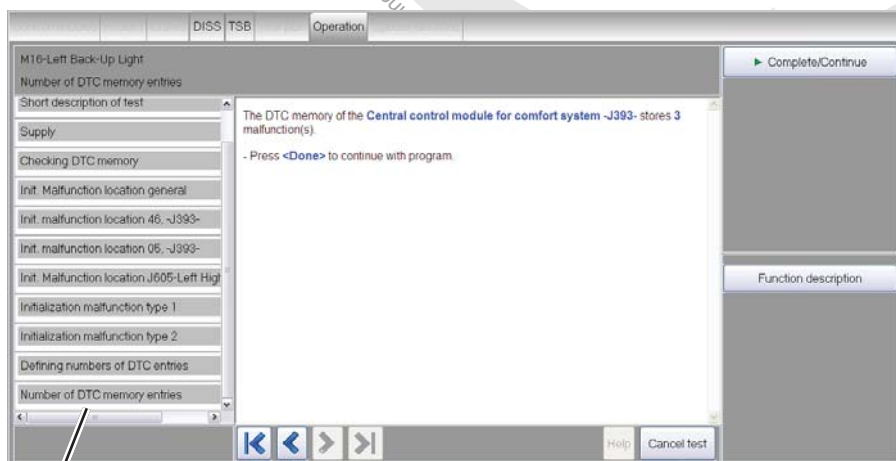 DISS TSB Operation
M16-Left Back-Up Light
Number of DTC memory entries
Complete/Continue
Short description of test
Supply
Checking DTC memory
Init. Malfunction location general
Init. malfunction location 46, -J393-
Init. malfunction location 05, -J393-
Init. Malfunction location J605-Left High
Initialization malfunction type 1
Initialization malfunction type 2
Defining numbers of DTC entries
Number of DTC memory entries
The DTC memory of the Central control module for comfort system -J393- stores 3
malfunction(s).
- Press <Done> to continue with program.
Function description
Help Cancel test